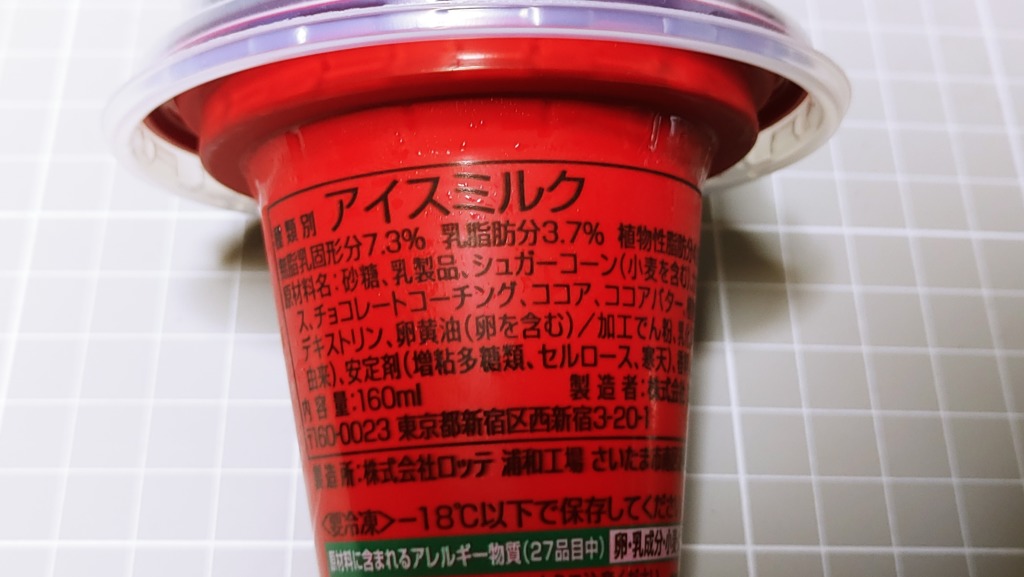 種類別 アイスミルク
無脂乳固形分7.3% 乳脂肪分3.7% 植物性脂肪分
原材料名:砂糖、乳製品、シュガーコーン(小麦を含む)
ス、チョコレートコーチング、ココア、ココアバター
デキストリン、卵黄油(卵を含む)/加工でん粉、乳化
由来)、安定剤(増粘多糖類、セルロース、寒天)、香
内容量:160ml 製造者:株式会
〒160-0023 東京都新宿区西新宿3-20-1
製造所:株式会社ロッテ 浦和工場 さいたま市
〈要冷凍〉−18℃以下で保存してくださ
原材料に含まれるアレルギー物質(27品目中) 卵・乳成分・小